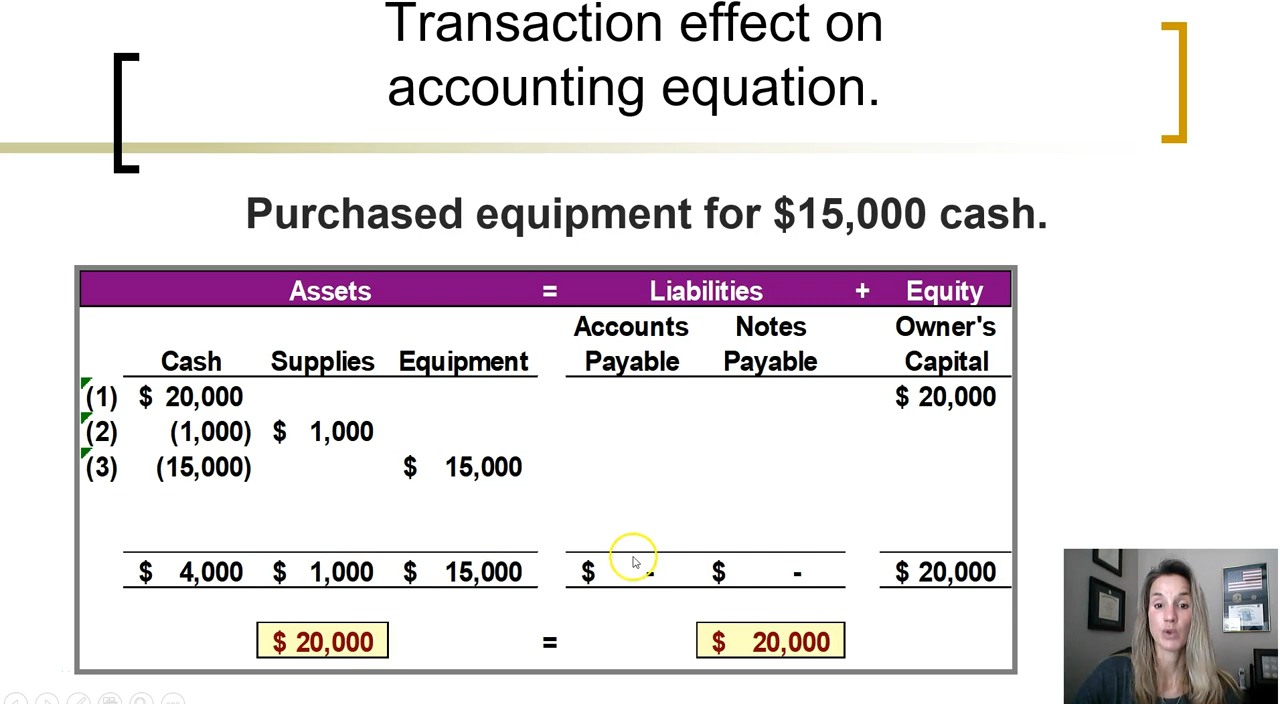 Transaction effect on
accounting equation.
Purchased equipment for $15,000 cash.
Assets = Liabilities + Equity
Accounts Notes Owner's
Cash Supplies Equipment Payable Payable Capital
(1) $ 20,000 $ 20,000
(2) (1,000) $ 1,000
(3) (15,000) $ 15,000
$ 4,000 $ 1,000 $ 15,000 $ - $ - $ 20,000
$ 20,000 = $ 20,000